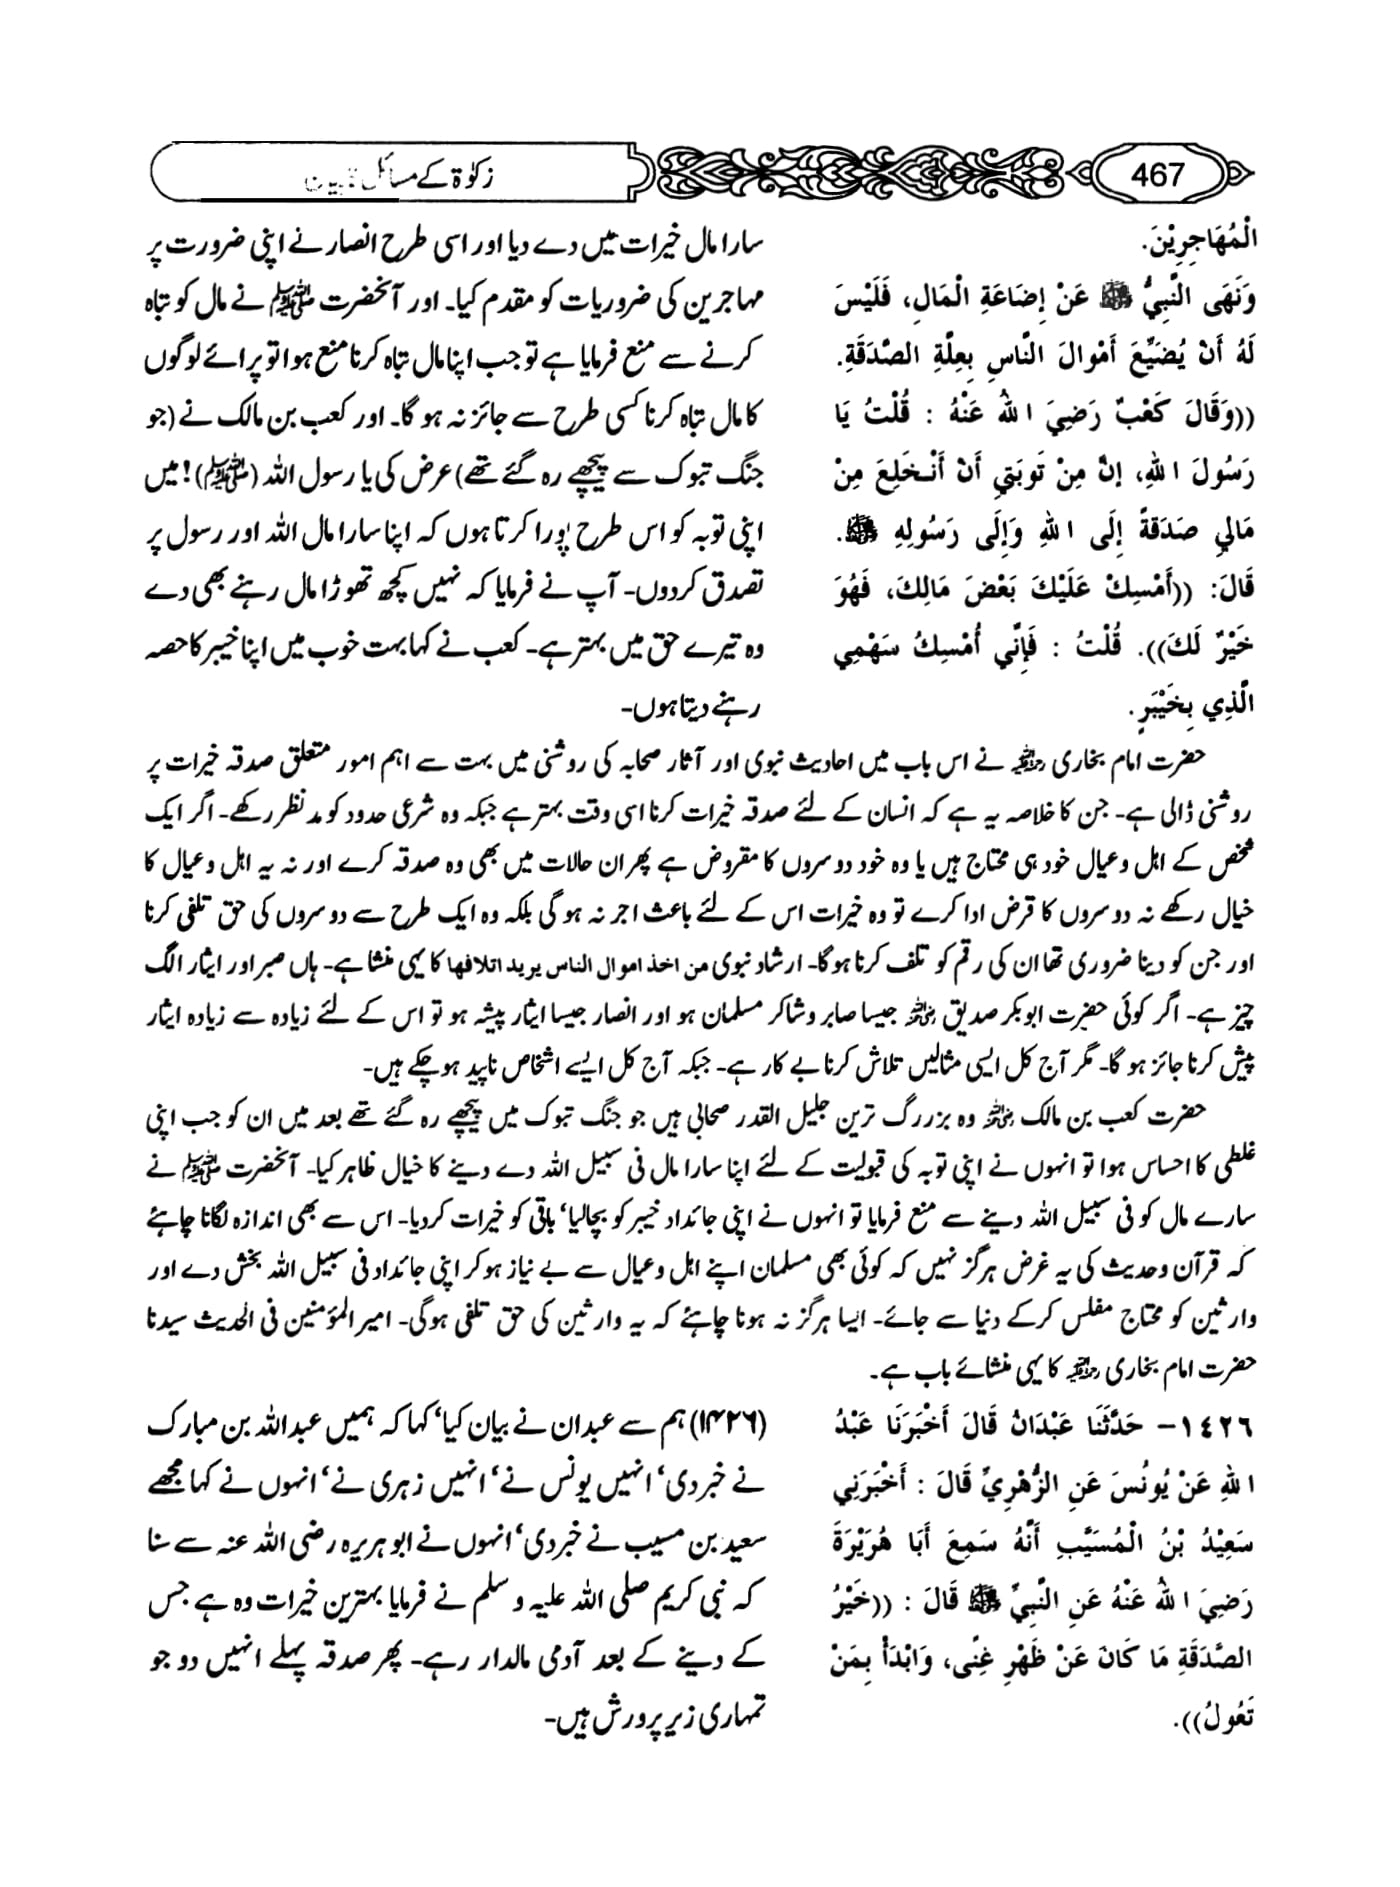 467
زکوٰة کے مسائل
الْمُهَاجِرِيْنَ.
وَنَهَى النَّبِيُّ ﷺ عَنْ إِضَاعَةِ الْمَالِ، فَلَيْسَ
لَهُ أَنْ يُضَيِّعَ أَمْوالَ النَّاسِ بِعِلَّةِ الصَّدَقَةِ.
((وَقَالَ كَعْبٌ رَضِيَ اللهُ عَنْهُ : قُلْتُ يَا
رَسُولَ اللهِ، إِنَّ مِنْ تَوبَتِي أَنْ أَنْخَلِعَ مِنْ
مَالِي صَدَقَةً إِلَى اللهِ وَإِلَى رَسُولِهِ ﷺ.
قَالَ: ((أَمْسِكْ عَلَيْكَ بَعْضَ مَالِكَ، فَهُوَ
خَيْرٌ لَكَ)). قُلْتُ : فَإِنِّي أُمْسِكُ سَهْمِي
الَّذِي بِخَيْبَرٍ.
سارا مال خیرات میں دے دیا اور اسی طرح انصار نے اپنی ضرورت پر
مہاجرین کی ضروریات کو مقدم کیا۔ اور آنحضرت ﷺ نے مال کو تباہ
کرنے سے منع فرمایا ہے تو جب اپنا مال تباہ کرنا منع ہوا تو پرائے لوگوں
کا مال تباہ کرنا کسی طرح سے جائز نہ ہو گا۔ اور کعب بن مالک نے (جو
جنگ تبوک سے پیچھے رہ گئے تھے) عرض کی یا رسول اللہ (ﷺ)! میں
اپنی توبہ کو اس طرح پورا کرتا ہوں کہ اپنا سارا مال اللہ اور رسول پر
تصدق کردوں- آپ نے فرمایا کہ نہیں کچھ تھوڑا مال رہنے بھی دے
وہ تیرے حق میں بہتر ہے- کعب نے کہا بہت خوب میں اپنا خیبر کا حصہ
رہنے دیتا ہوں-
حضرت امام بخاری رحمۃ اللہ علیہ نے اس باب میں احادیث نبوی اور آثار صحابہ کی روشنی میں بہت سے اہم امور متعلق صدقہ خیرات پر
روشنی ڈالی ہے- جن کا خلاصہ یہ ہے کہ انسان کے لئے صدقہ خیرات کرنا اسی وقت بہتر ہے جبکہ وہ شرعی حدود کو مد نظر رکھے- اگر ایک
شخص کے اہل وعیال خود ہی محتاج ہیں یا وہ خود دوسروں کا مقروض ہے پھر ان حالات میں بھی وہ صدقہ کرے اور نہ یہ اہل وعیال کا
خیال رکھے نہ دوسروں کا قرض ادا کرے تو وہ خیرات اس کے لئے باعث اجر نہ ہوگی بلکہ وہ ایک طرح سے دوسروں کی حق تلفی کرنا
اور جن کو دینا ضروری تھا ان کی رقم کو تلف کرنا ہوگا- ارشاد نبوی من اخذ اموال الناس یرید اتلافها کا یہی منشا ہے- ہاں صبر اور ایثار الگ
چیز ہے- اگر کوئی حضرت ابوبکر صدیق رضی اللہ عنہ جیسا صابر وشاکر مسلمان ہو اور انصار جیسا ایثار پیشہ ہو تو اس کے لئے زیادہ سے زیادہ ایثار
پیش کرنا جائز ہو گا- مگر آج کل ایسی مثالیں تلاش کرنا بے کار ہے- جبکہ آج کل ایسے اشخاص ناپید ہو چکے ہیں-
حضرت کعب بن مالک رضی اللہ عنہ وہ بزرگ ترین جلیل القدر صحابی ہیں جو جنگ تبوک میں پیچھے رہ گئے تھے بعد میں ان کو جب اپنی
غلطی کا احساس ہوا تو انہوں نے اپنی توبہ کی قبولیت کے لئے اپنا سارا مال فی سبیل اللہ دے دینے کا خیال ظاہر کیا- آنحضرت ﷺ نے
سارے مال کو فی سبیل اللہ دینے سے منع فرمایا تو انہوں نے اپنی جائداد خیبر کو بچالیا‘ باقی کو خیرات کردیا- اس سے بھی اندازہ لگانا چاہئے
کہ قرآن وحدیث کی یہ غرض ہرگز نہیں کہ کوئی بھی مسلمان اپنے اہل وعیال سے بے نیاز ہوکر اپنی جائداد فی سبیل اللہ بخش دے اور
وارثین کو محتاج مفلس کرکے دنیا سے جائے- ایسا ہرگز نہ ہونا چاہئے کہ یہ وارثین کی حق تلفی ہوگی- امیر المؤمنین فی الحدیث سیدنا
حضرت امام بخاری رحمۃ اللہ علیہ کا یہی منشائے باب ہے۔
١٤٢٦- حَدَّثَنَا عَبْدَانُ قَالَ أَخْبَرَنَا عَبْدُ
اللهِ عَنْ يُونُسَ عَنِ الزُّهْرِيِّ قَالَ : أَخْبَرَنِي
سَعِيْدُ بْنُ الْمُسَيَّبِ أَنَّهُ سَمِعَ أَبَا هُرَيْرَةَ
رَضِيَ اللهُ عَنْهُ عَنِ النَّبِيِّ ﷺ قَالَ : ((خَيْرُ
الصَّدَقَةِ مَا كَانَ عَنْ ظَهْرِ غِنًى، وَابْدَأْ بِمَنْ
تَعُولُ)).
(۱۴۲۶) ہم سے عبدان نے بیان کیا‘ کہا کہ ہمیں عبداللہ بن مبارک
نے خبر دی‘ انہیں یونس نے‘ انہیں زہری نے‘ انہوں نے کہا مجھے
سعید بن مسیب نے خبر دی‘ انہوں نے ابو ہریرہ رضی اللہ عنہ سے سنا
کہ نبی کریم صلی اللہ علیہ و سلم نے فرمایا بہترین خیرات وہ ہے جس
کے دینے کے بعد آدمی مالدار رہے- پھر صدقہ پہلے انہیں دو جو
تمہاری زیر پرورش ہیں-